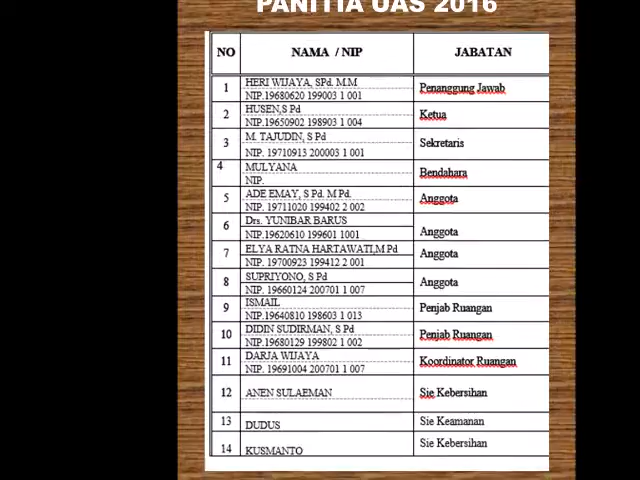 PANITIA UAS 2016
NO NAMA / NIP JABATAN
1 HERI WIJAYA, SPd. M.M Penanggung Jawab
NIP.19680620 199003 1 001
2 HUSEN,S Pd Ketua
NIP.19650902 198903 1 004
3 M. TAJUDIN, S Pd Sekretaris
NIP. 19710913 200003 1 001
4 MULYANA Bendahara
NIP.
5 ADE EMAY, S Pd. M Pd. Anggota
NIP. 19711020 199402 2 002
6 Drs. YUNIBAR BARUS Anggota
NIP.19620610 199601 1001
7 ELYA RATNA HARTAWATI,M Pd Anggota
NIP. 19700923 199412 2 001
8 SUPRIYONO, S Pd Anggota
NIP. 19660124 200701 1 007
9 ISMAIL Penjab Ruangan
NIP.19640810 198603 1 013
10 DIDIN SUDIRMAN, S Pd Penjab Ruangan
NIP.19680129 199802 1 002
11 DARJA WIJAYA Koordinator Ruangan
NIP. 19691004 200701 1 007
12 ANEN SULAEMAN Sie Kebersihan
13 DUDUS Sie Keamanan
14 KUSMANTO Sie Kebersihan